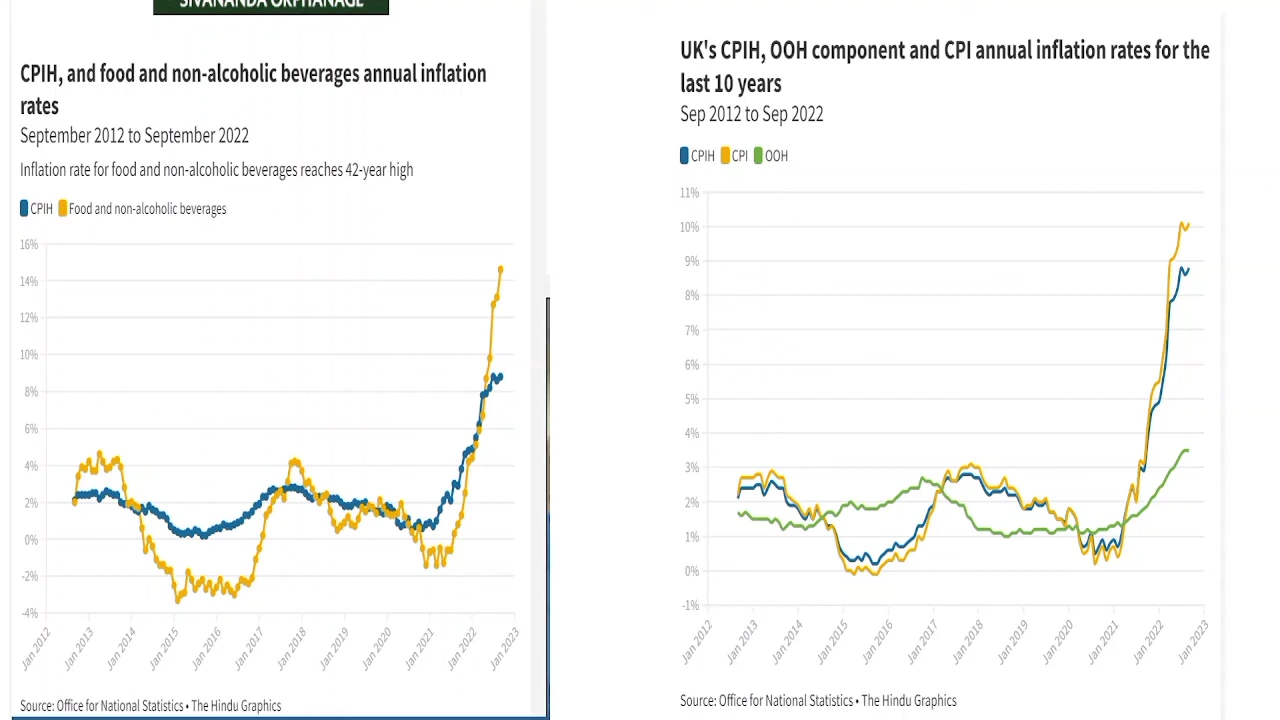 SIVANANDA ORPHANAGE
CPIH, and food and non-alcoholic beverages annual inflation
rates
September 2012 to September 2022
Inflation rate for food and non-alcoholic beverages reaches 42-year high
CPIH Food and non-alcoholic beverages
16%
14%
12%
10%
8%
6%
4%
2%
0%
-2%
-4%
Jan 2012 Jan 2013 Jan 2014 Jan 2015 Jan 2016 Jan 2017 Jan 2018 Jan 2019 Jan 2020 Jan 2021 Jan 2022 Jan 2023
Source: Office for National Statistics • The Hindu Graphics
UK's CPIH, OOH component and CPI annual inflation rates for the
last 10 years
Sep 2012 to Sep 2022
CPIH CPI OOH
11%
10%
9%
8%
7%
6%
5%
4%
3%
2%
1%
0%
-1%
Jan 2012 Jan 2013 Jan 2014 Jan 2015 Jan 2016 Jan 2017 Jan 2018 Jan 2019 Jan 2020 Jan 2021 Jan 2022 Jan 2023
Source: Office for National Statistics • The Hindu Graphics